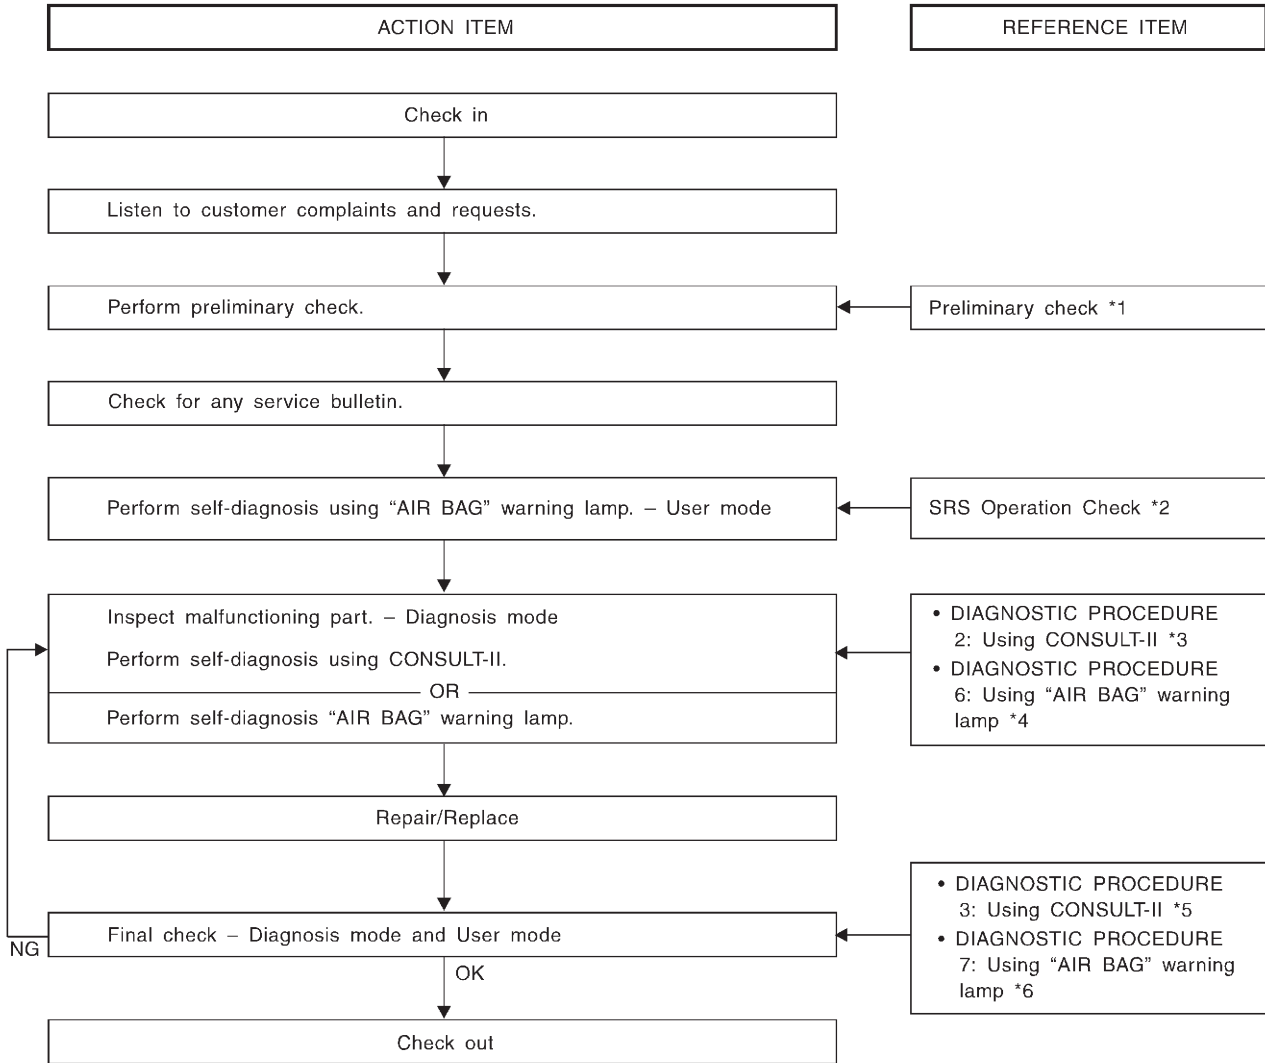 ACTION ITEM
REFERENCE ITEM
Check in
Listen to customer complaints and requests.
Perform preliminary check.
Preliminary check *1
Check for any service bulletin.
Perform self-diagnosis using “AIR BAG” warning lamp. – User mode
SRS Operation Check *2
Inspect malfunctioning part. – Diagnosis mode
Perform self-diagnosis using CONSULT-II.
OR
Perform self-diagnosis “AIR BAG” warning lamp.
• DIAGNOSTIC PROCEDURE
2: Using CONSULT-II *3
• DIAGNOSTIC PROCEDURE
6: Using “AIR BAG” warning
lamp *4
Repair/Replace
Final check – Diagnosis mode and User mode
NG
OK
• DIAGNOSTIC PROCEDURE
3: Using CONSULT-II *5
• DIAGNOSTIC PROCEDURE
7: Using “AIR BAG” warning
lamp *6
Check out